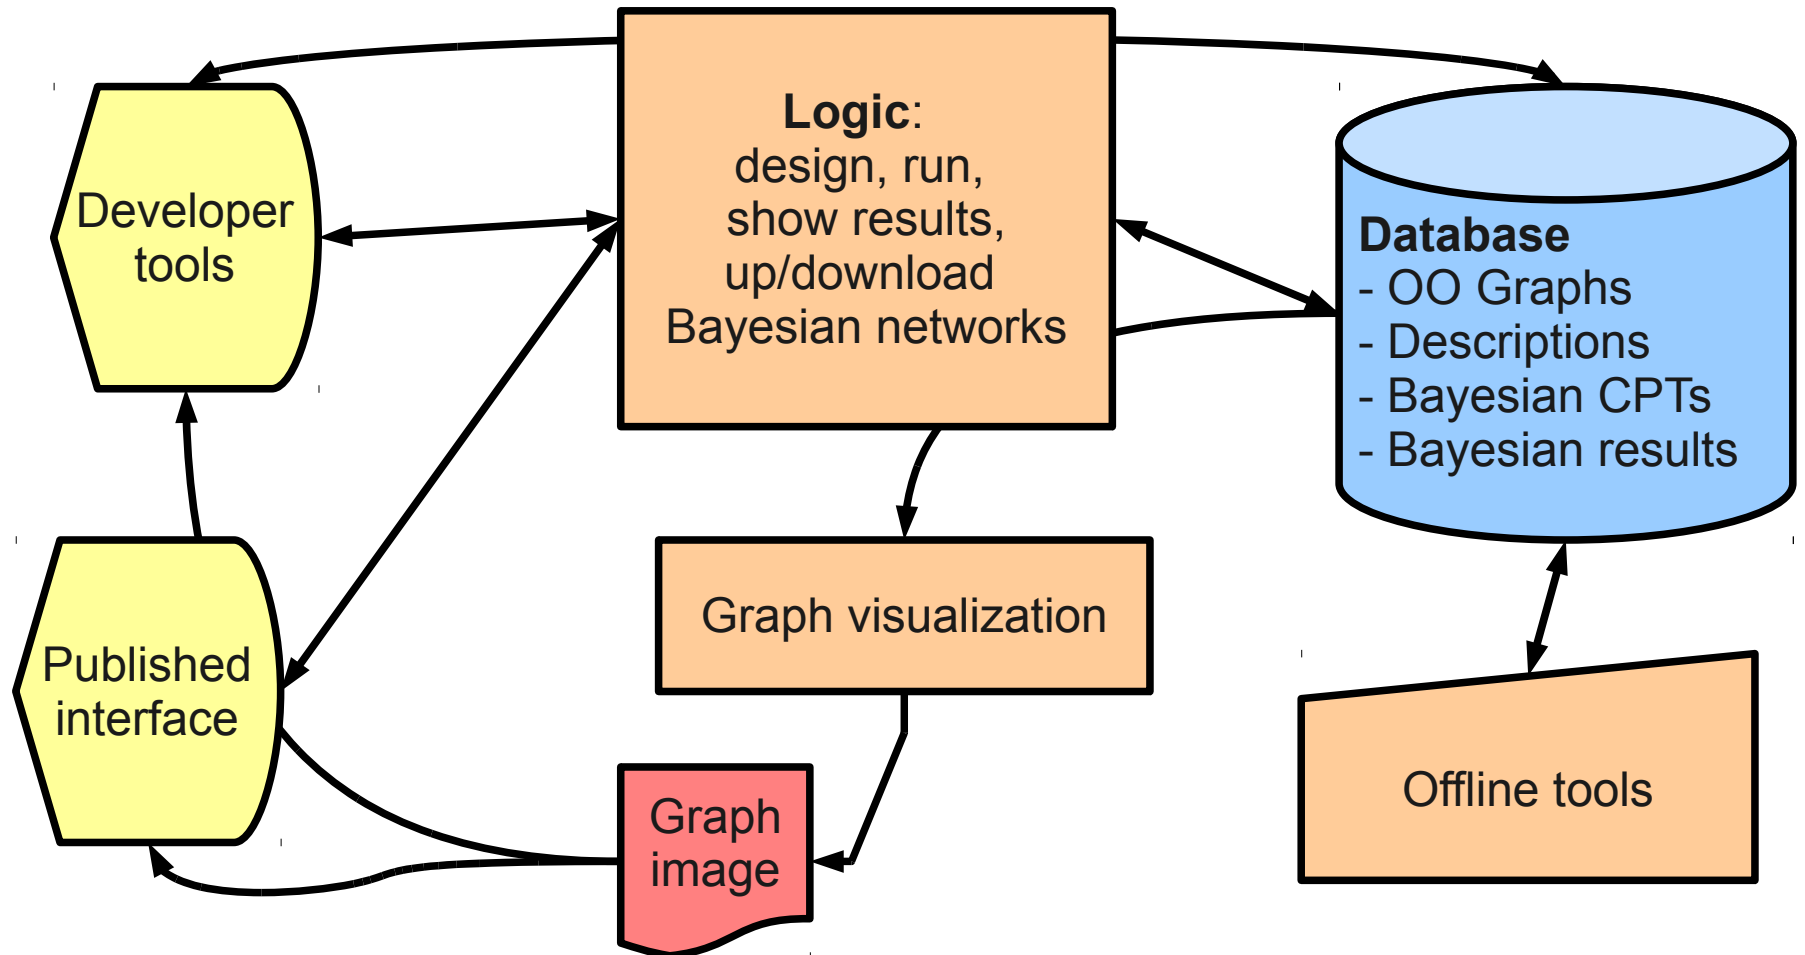 Logic:
design, run,
show results,
up/download
Bayesian networks
Developer
tools
Database
- OO Graphs
- Descriptions
- Bayesian CPTs
- Bayesian results
Graph visualization
Published
interface
Graph
image
Offline tools